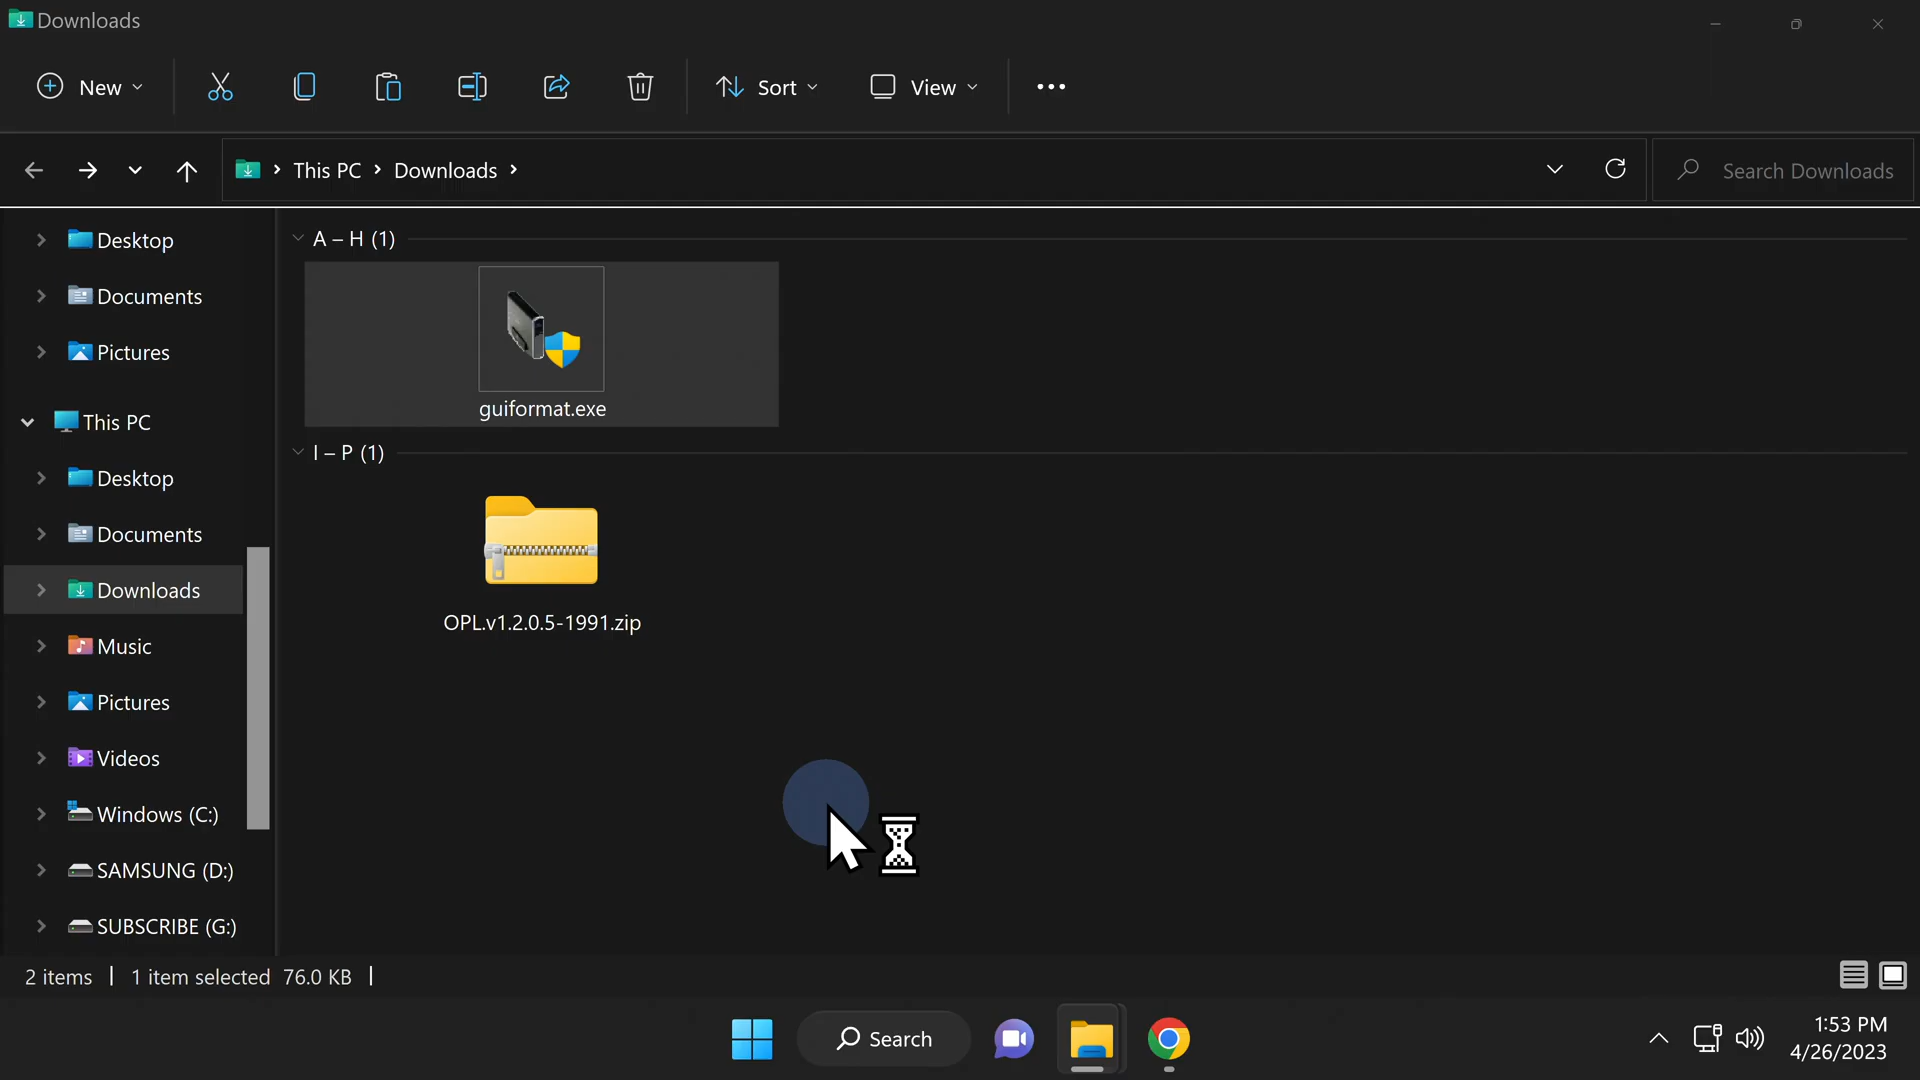 Downloads
New
Sort
View
This PC
Downloads
Search Downloads
Desktop
Documents
Pictures
This PC
Desktop
Documents
Downloads
Music
Pictures
Videos
Windows (C:)
SAMSUNG (D:)
SUBSCRIBE (G:)
A – H (1)
guiformat.exe
I – P (1)
OPL.v1.2.0.5-1991.zip
2 items
1 item selected 76.0 KB
Search
1:53 PM
4/26/2023